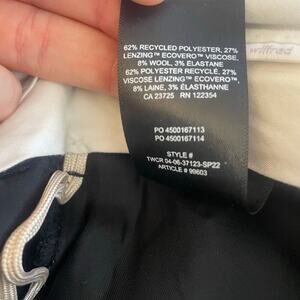 wilfred
62% RECYCLED POLYESTER, 27%
LENZING™ ECOVERO™ VISCOSE,
8% WOOL, 3% ELASTANE
62% POLYESTER RECYCLÉ, 27%
VISCOSE LENZING™ ECOVERO™,
8% LAINE, 3% ÉLASTHANNE
CA 23725 RN 122354
PO 4500167113
PO 4500167114
STYLE #
TWCR 04-06-37123-SP22
ARTICLE # 99603